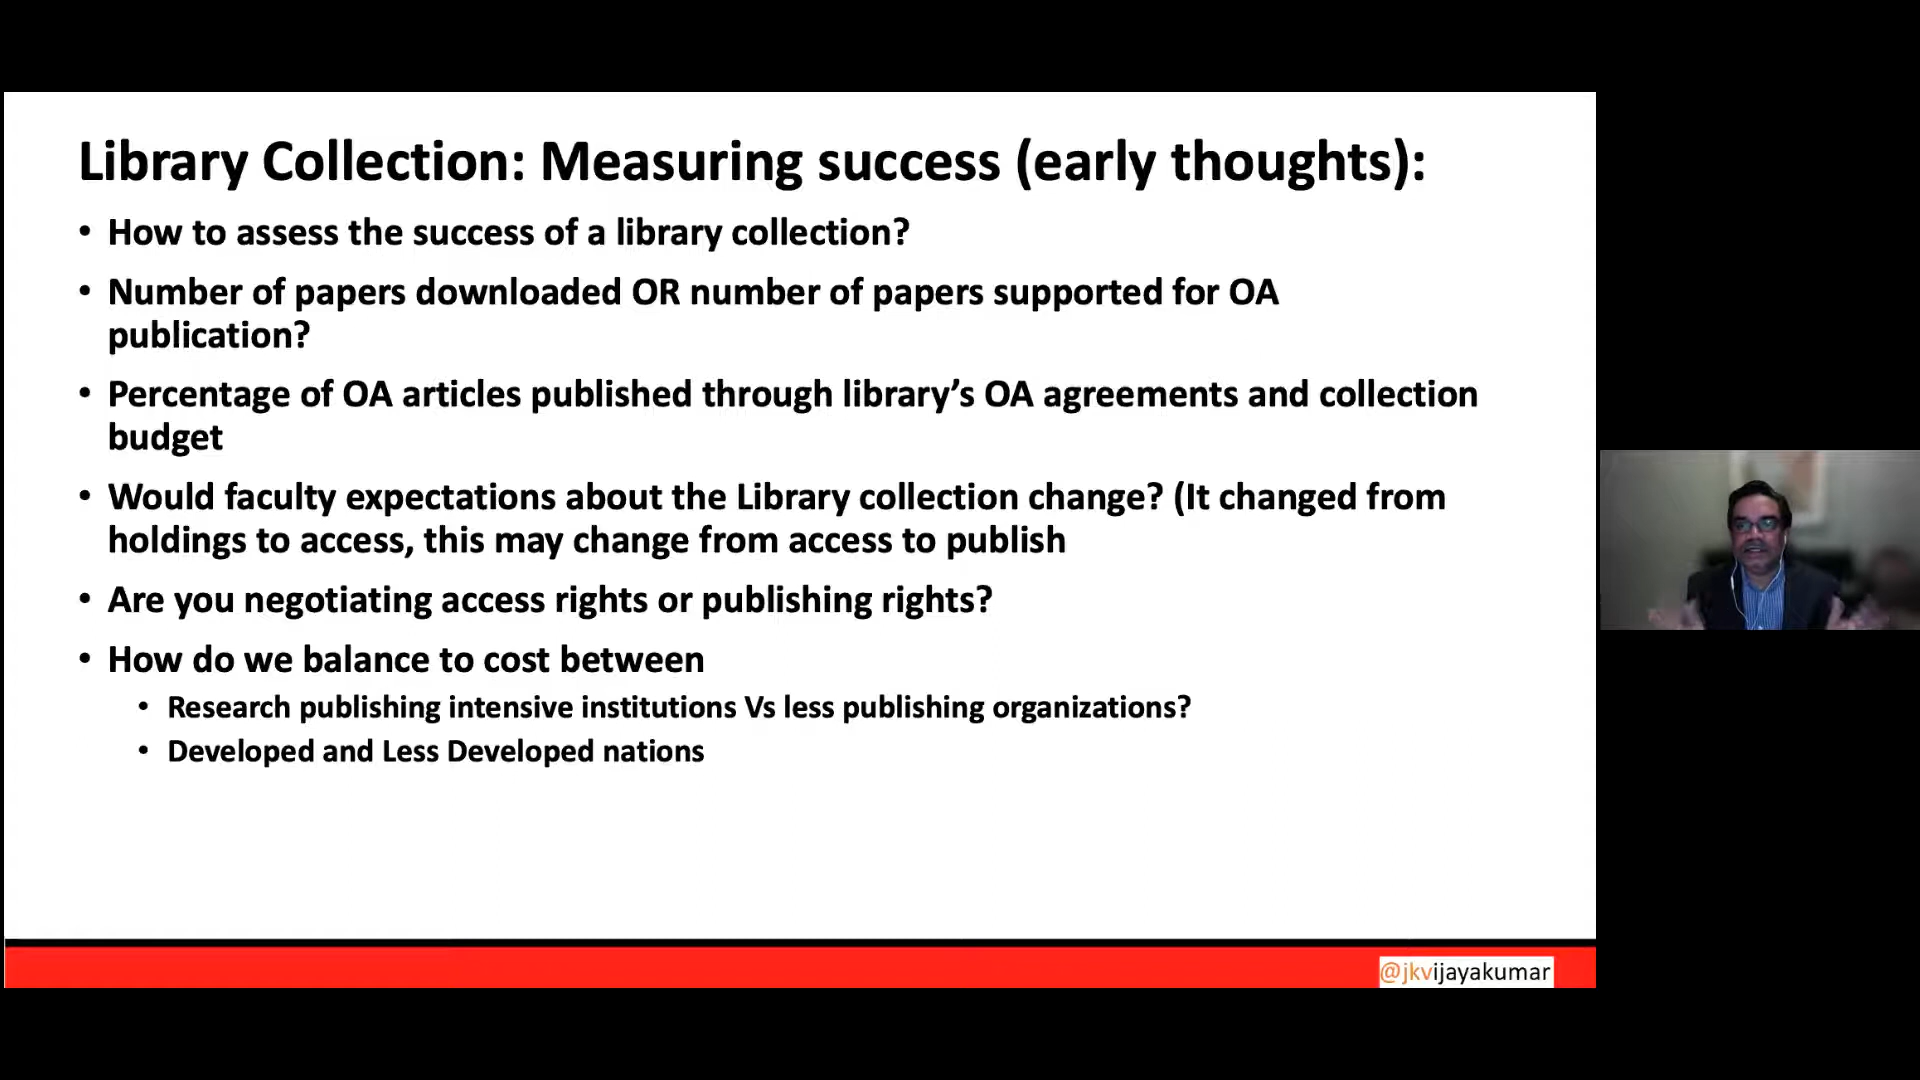 Library Collection: Measuring success (early thoughts):
• How to assess the success of a library collection?
• Number of papers downloaded OR number of papers supported for OA
publication?
• Percentage of OA articles published through library’s OA agreements and collection
budget
• Would faculty expectations about the Library collection change? (It changed from
holdings to access, this may change from access to publish
• Are you negotiating access rights or publishing rights?
• How do we balance to cost between
• Research publishing intensive institutions Vs less publishing organizations?
• Developed and Less Developed nations
@jkvijayakumar